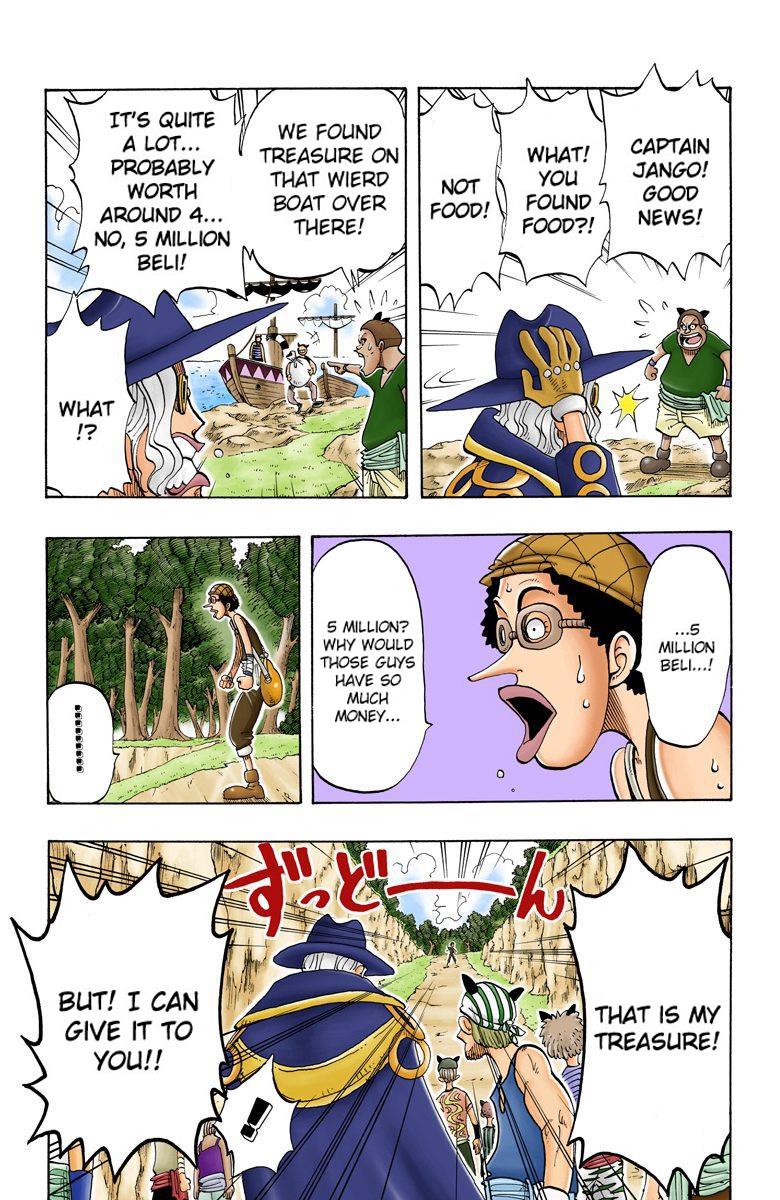 CAPTAIN
JANGO!
GOOD
NEWS!
WHAT!
YOU
FOUND
FOOD?!
NOT
FOOD!
WE FOUND
TREASURE ON
THAT WIERD
BOAT OVER
THERE!
IT'S QUITE
A LOT...
PROBABLY
WORTH
AROUND 4...
NO, 5 MILLION
BELI!
WHAT
!?
...5
MILLION
BELI...!
5 MILLION?
WHY WOULD
THOSE GUYS
HAVE SO
MUCH
MONEY...
.........
ずっどーん
THAT IS MY
TREASURE!
BUT! I CAN
GIVE IT TO
YOU!!
!